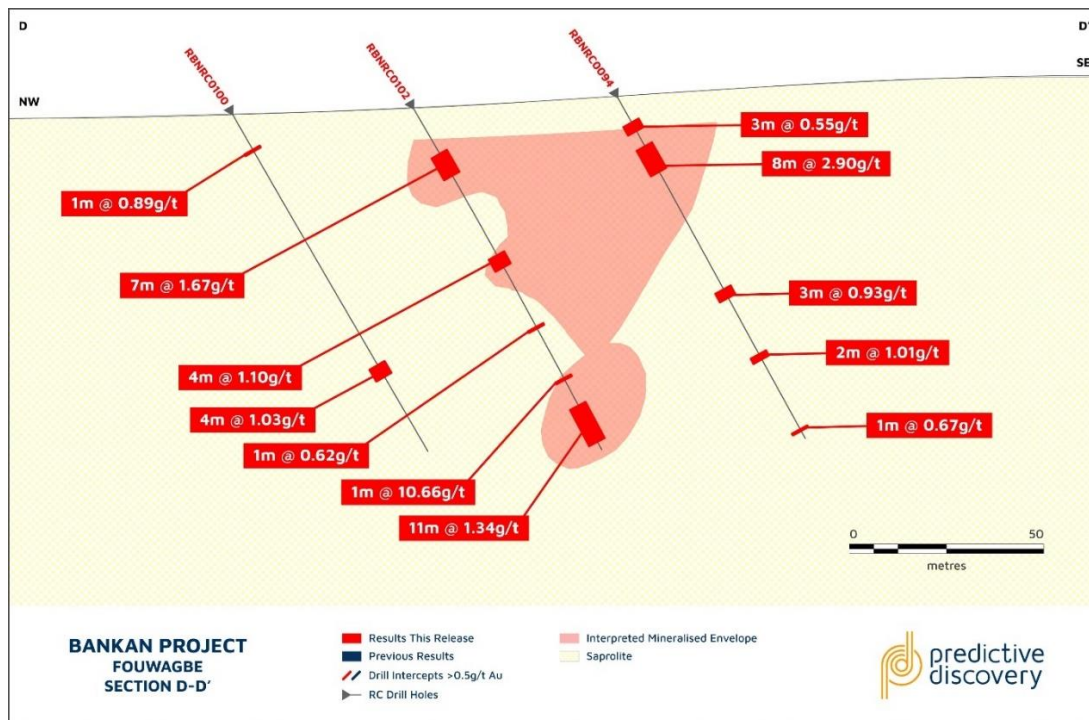 D
D'
NW
SE
RBNRC0100
RBNRC0102
RBNRC0094
1m @ 0.89g/t
7m @ 1.67g/t
4m @ 1.10g/t
4m @ 1.03g/t
1m @ 0.62g/t
1m @ 10.66g/t
11m @ 1.34g/t
3m @ 0.55g/t
8m @ 2.90g/t
3m @ 0.93g/t
2m @ 1.01g/t
1m @ 0.67g/t
0 50
metres
BANKAN PROJECT
FOUWAGBE
SECTION D-D'
Results This Release
Previous Results
Drill Intercepts >0.5g/t Au
RC Drill Holes
Interpreted Mineralised Envelope
Saprolite
predictive
discovery